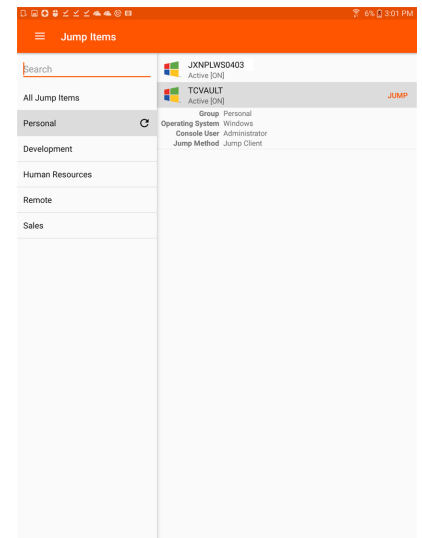 6% 3:01 PM
Jump Items
Search
All Jump Items
Personal
Development
Human Resources
Remote
Sales
JXNPLWS0403
Active [ON]
TCVAULT
Active [ON]
JUMP
Group Personal
Operating System Windows
Console User Administrator
Jump Method Jump Client